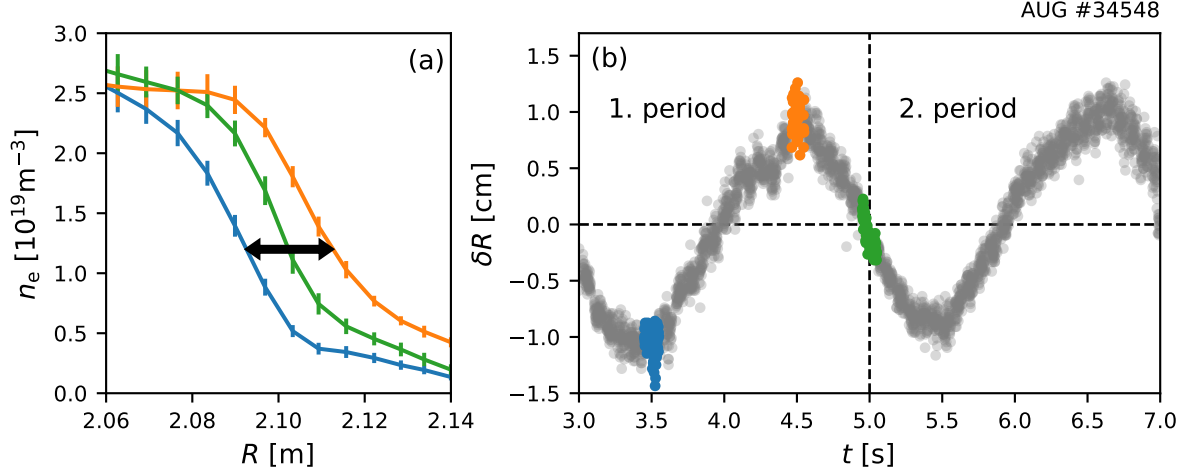 AUG #34548
(a)
3.0
2.5
2.0
1.5
1.0
0.5
0.0
nₑ [10¹⁹m⁻³]
2.06 2.08 2.10 2.12 2.14
R [m]
(b)
1. period 2. period
1.5
1.0
0.5
0.0
−0.5
−1.0
−1.5
δR [cm]
3.0 3.5 4.0 4.5 5.0 5.5 6.0 6.5 7.0
t [s]